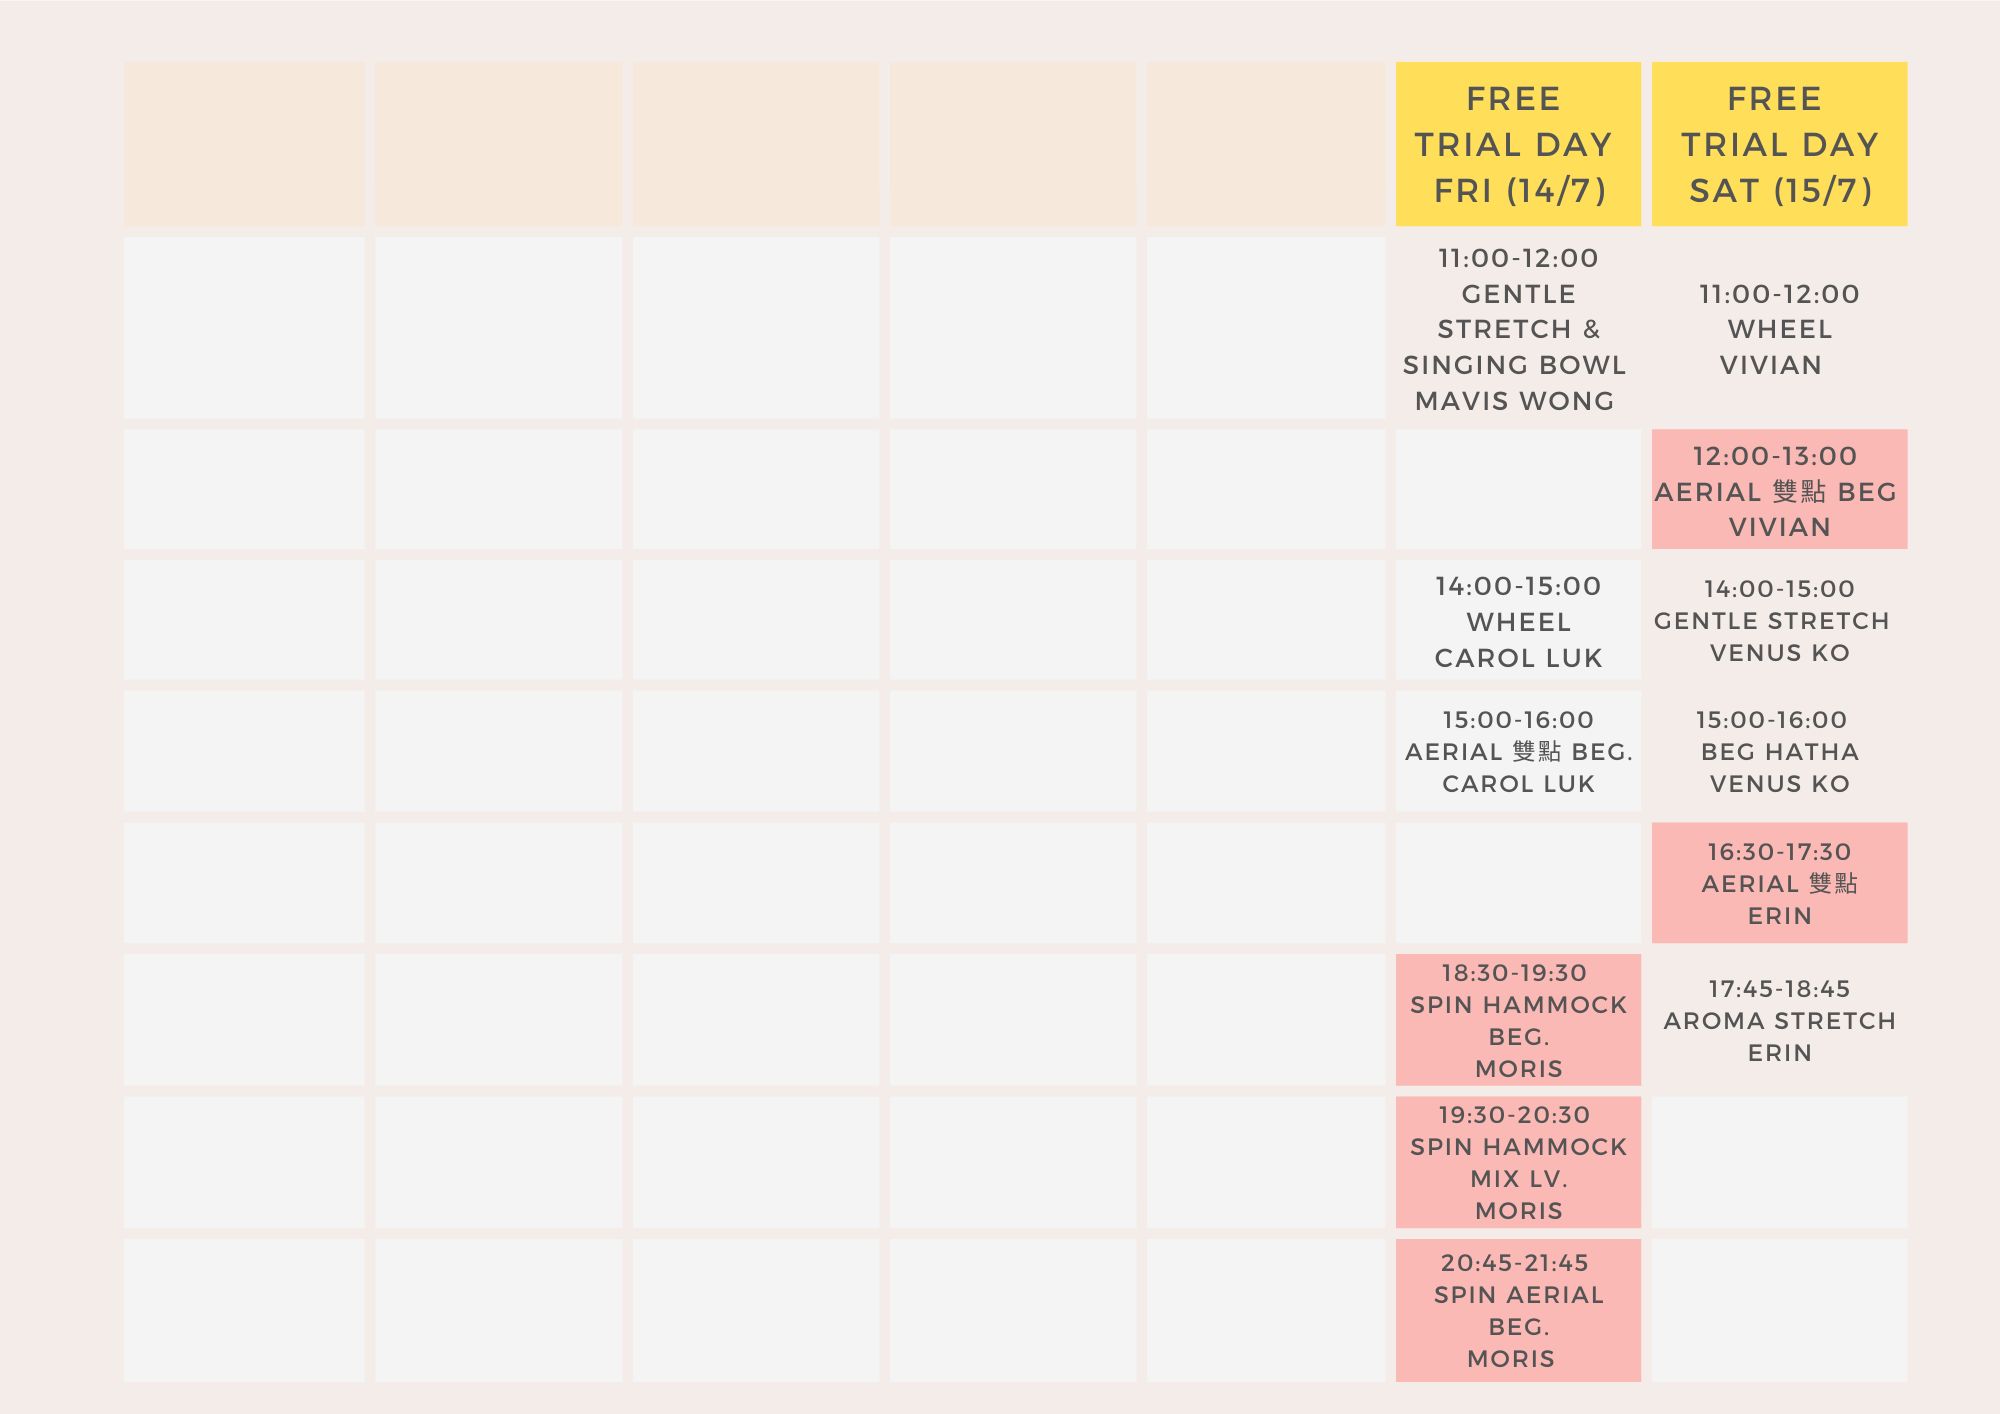 FREE
TRIAL DAY
FRI (14/7)
FREE
TRIAL DAY
SAT (15/7)
11:00-12:00
GENTLE
STRETCH &
SINGING BOWL
MAVIS WONG
11:00-12:00
WHEEL
VIVIAN
12:00-13:00
AERIAL 雙點 BEG
VIVIAN
14:00-15:00
WHEEL
CAROL LUK
14:00-15:00
GENTLE STRETCH
VENUS KO
15:00-16:00
AERIAL 雙點 BEG.
CAROL LUK
15:00-16:00
BEG HATHA
VENUS KO
16:30-17:30
AERIAL 雙點
ERIN
18:30-19:30
SPIN HAMMOCK
BEG.
MORIS
17:45-18:45
AROMA STRETCH
ERIN
19:30-20:30
SPIN HAMMOCK
MIX LV.
MORIS
20:45-21:45
SPIN AERIAL
BEG.
MORIS